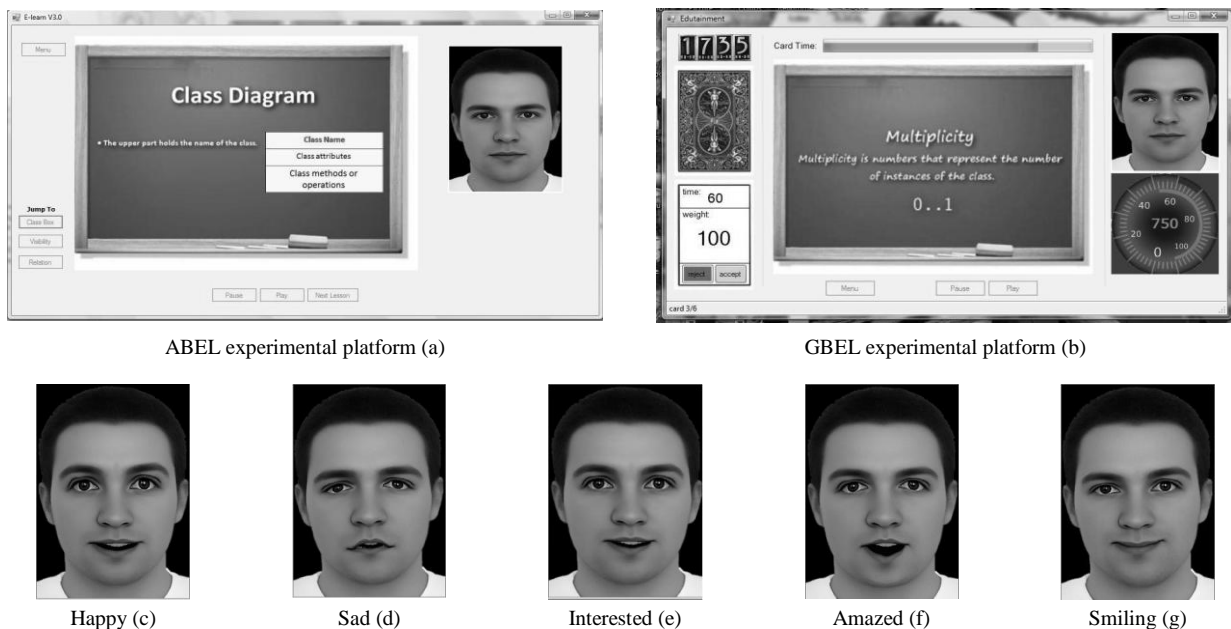 E-learn V3.0
Menu
Class Diagram
• The upper part holds the name of the class.
Class Name
Class attributes
Class methods or
operations
Jump To
Class Box
Visibility
Relation
Pause Play Next Lesson
ABEL experimental platform (a)
Edutainment
1735
Card Time:
time: 60
weight:
100
reject accept
Multiplicity
Multiplicity is numbers that represent the number
of instances of the class.
0..1
0 20 40 60 80 100
750
Menu Pause Play
card 3/6
GBEL experimental platform (b)
Happy (c) Sad (d) Interested (e) Amazed (f) Smiling (g)